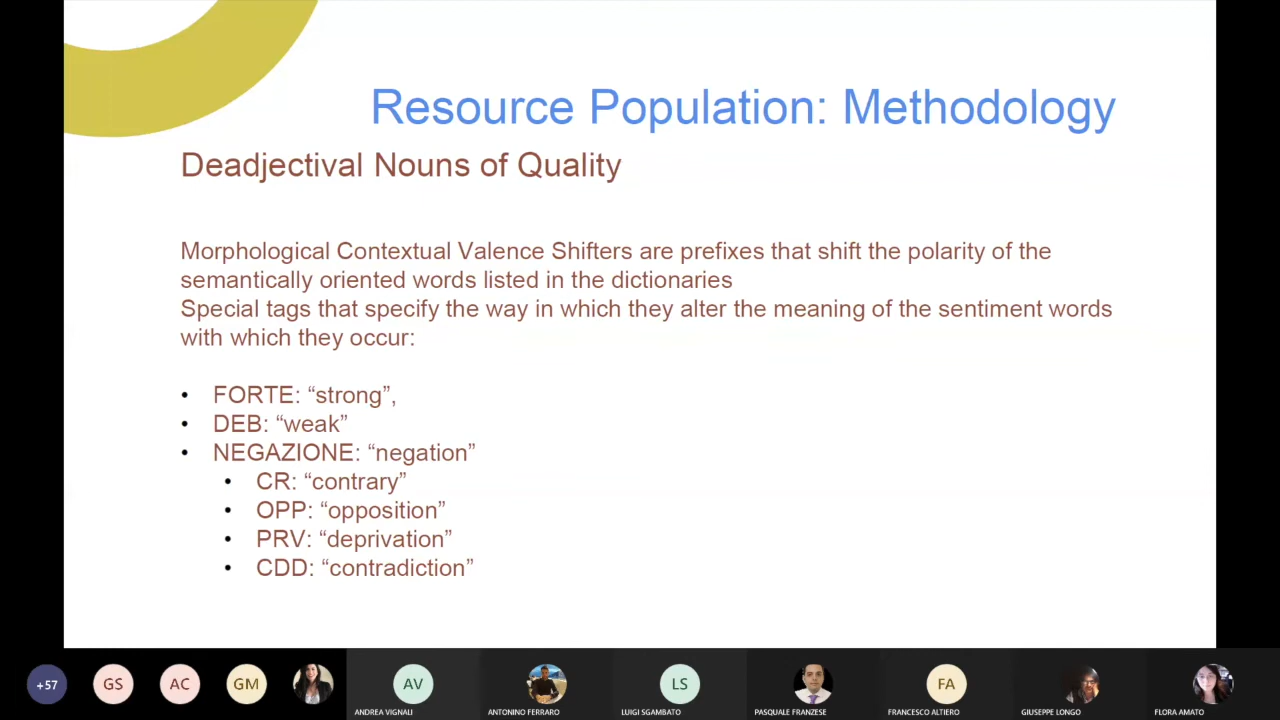 Resource Population: Methodology
Deadjectival Nouns of Quality
Morphological Contextual Valence Shifters are prefixes that shift the polarity of the
semantically oriented words listed in the dictionaries
Special tags that specify the way in which they alter the meaning of the sentiment words
with which they occur:
• FORTE: “strong”,
• DEB: “weak”
• NEGAZIONE: “negation”
• CR: “contrary”
• OPP: “opposition”
• PRV: “deprivation”
• CDD: “contradiction”
+57
GS
AC
GM
AV
ANDREA VIGNALI
ANTONINO FERRARO
LS
LUIGI SGAMBATO
PASQUALE FRANZESE
FA
FRANCESCO ALTIERO
GIUSEPPE LONGO
FLORA AMATO